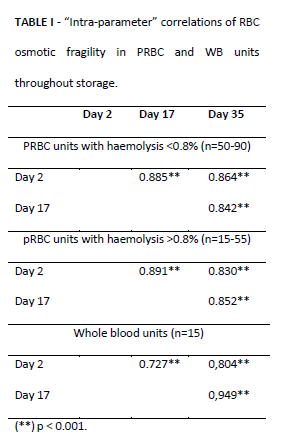 TABLE I - “Intra-parameter” correlations of RBC
osmotic fragility in PRBC and WB units
throughout storage.
Day 2 Day 17 Day 35
PRBC units with haemolysis <0.8% (n=50-90)
Day 2 0.885** 0.864**
Day 17 0.842**
pRBC units with haemolysis >0.8% (n=15-55)
Day 2 0.891** 0.830**
Day 17 0.852**
Whole blood units (n=15)
Day 2 0.727** 0,804**
Day 17 0,949**
(**) p < 0.001.